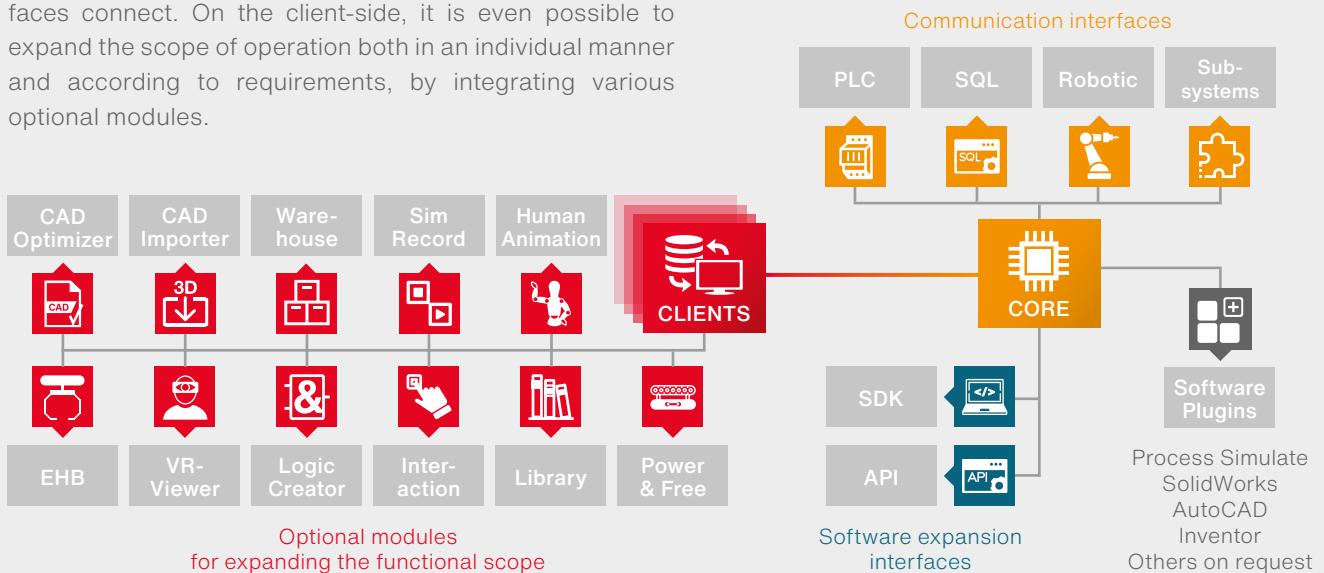 faces connect. On the client-side, it is even possible to
expand the scope of operation both in an individual manner
and according to requirements, by integrating various
optional modules.
Communication interfaces
PLC
SQL
Robotic
Sub-
systems
SQL
CAD
Optimizer
CAD
Importer
Ware-
house
Sim
Record
Human
Animation
CAD
3D
CLIENTS
CORE
&
</>
SDK
Software
Plugins
EHB
VR-
Viewer
Logic
Creator
Inter-
action
Library
Power
& Free
API
API
Process Simulate
SolidWorks
AutoCAD
Inventor
Others on request
Optional modules
for expanding the functional scope
Software expansion
interfaces